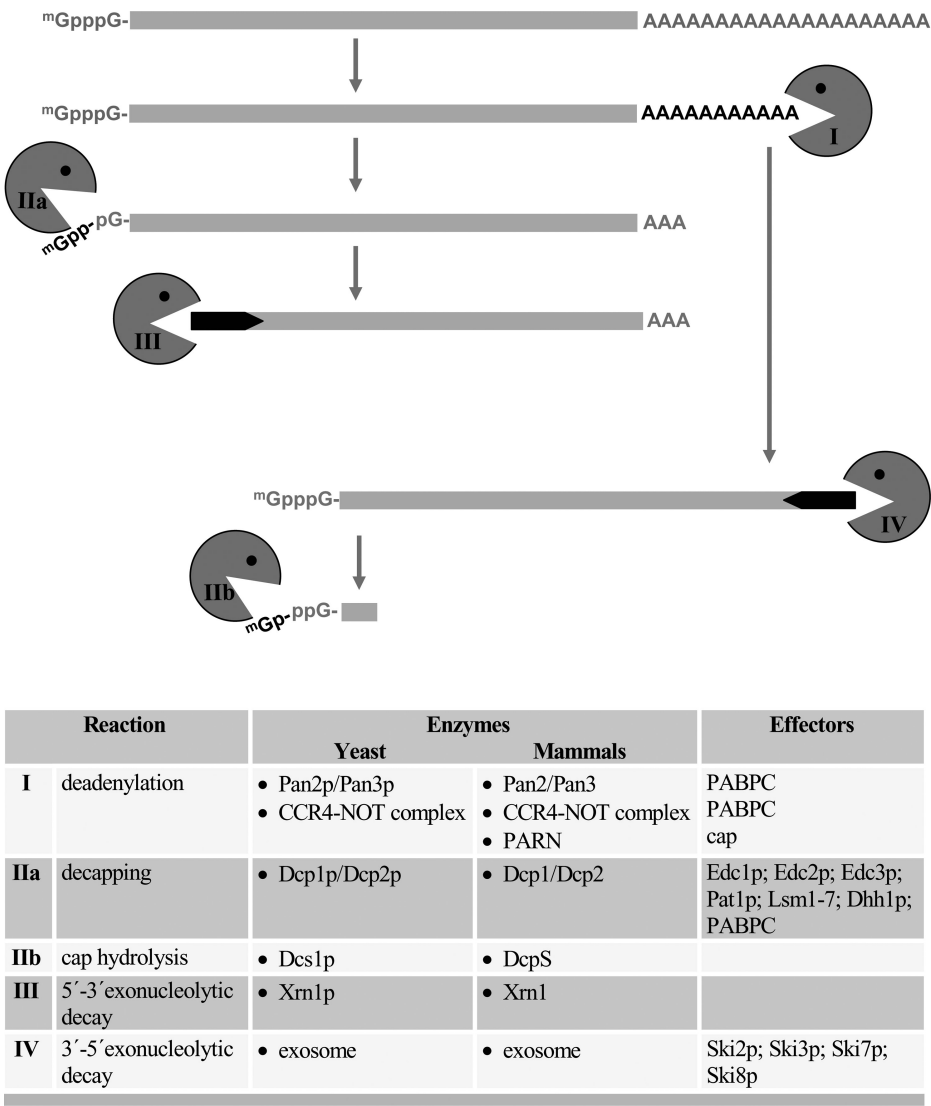 mGpppG- AAAAAAAAAAAAAAAAAAAA
mGpppG- AAAAAAAAAAA
I
IIa
mGpp-pG- AAA
III AAA
mGpppG-
IV
IIb
mGp-ppG-
Reaction Enzymes Effectors
Yeast Mammals
I deadenylation • Pan2p/Pan3p • Pan2/Pan3 PABPC
• CCR4-NOT complex • CCR4-NOT complex PABPC
• PARN cap
IIa decapping • Dcp1p/Dcp2p • Dcp1/Dcp2 Edc1p; Edc2p; Edc3p;
Pat1p; Lsm1-7; Dhh1p;
PABPC
IIb cap hydrolysis • Dcs1p • DcpS
III 5´-3´exonucleolytic • Xrn1p • Xrn1
decay
IV 3´-5´exonucleolytic • exosome • exosome Ski2p; Ski3p; Ski7p;
decay Ski8p